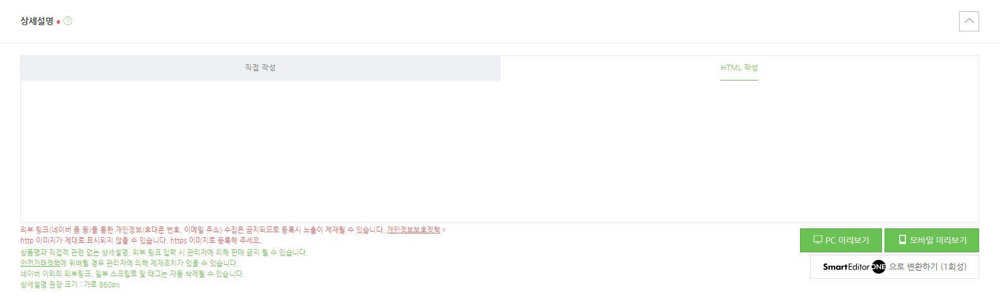 상세설명
직접 작성
HTML 작성
외부 링크(네이버 폼 등)를 통한 개인정보(휴대폰 번호, 이메일 주소) 수집은 금지되므로 등록시 노출이 제재될 수 있습니다. 개인정보보호정책 >
http 이미지가 제대로 표시되지 않을 수 있습니다. https 이미지로 등록해 주세요.
상품명과 직접적 관련 없는 상세설명, 외부 링크 입력 시 관리자에 의해 판매 금지 될 수 있습니다.
안전거래정책에 위배될 경우 관리자에 의해 제재조치가 있을 수 있습니다.
네이버 이외의 외부링크, 일부 스크립트 및 태그는 자동 삭제될 수 있습니다.
상세설명 권장 크기 : 가로 860px
PC 미리보기
모바일 미리보기
SmartEditor ONE 으로 변환하기 (1회성)